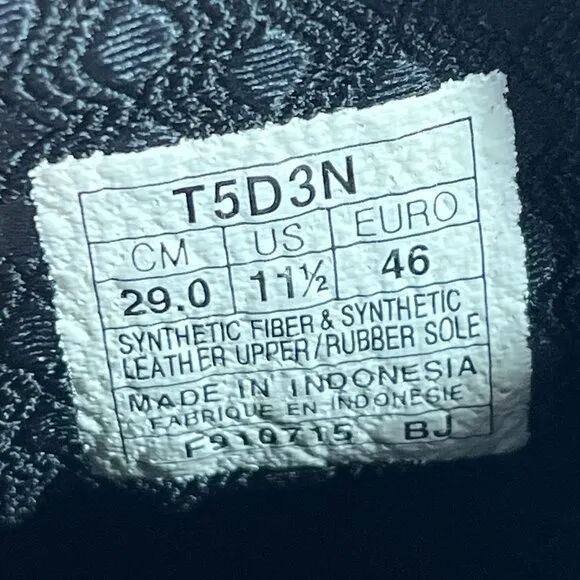 T5D3N
CM US EURO
29.0 11½ 46
SYNTHETIC FIBER & SYNTHETIC
LEATHER UPPER/RUBBER SOLE
MADE IN INDONESIA
FABRIQUE EN INDONÉSIE
F910715 BJ